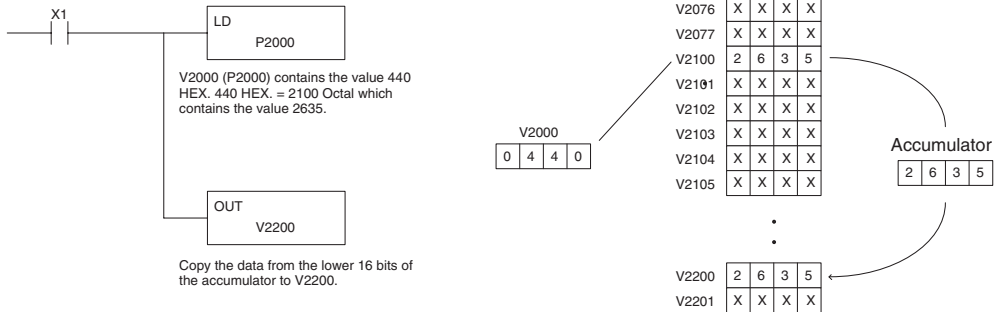 X1
LD
P2000
V2000 (P2000) contains the value 440
HEX. 440 HEX. = 2100 Octal which
contains the value 2635.
OUT
V2200
Copy the data from the lower 16 bits of
the accumulator to V2200.
V2000
0 4 4 0
V2076 X X X X
V2077 X X X X
V2100 2 6 3 5
V2101 X X X X
V2102 X X X X
V2103 X X X X
V2104 X X X X
V2105 X X X X
V2200 2 6 3 5
V2201 X X X X
Accumulator
2 6 3 5